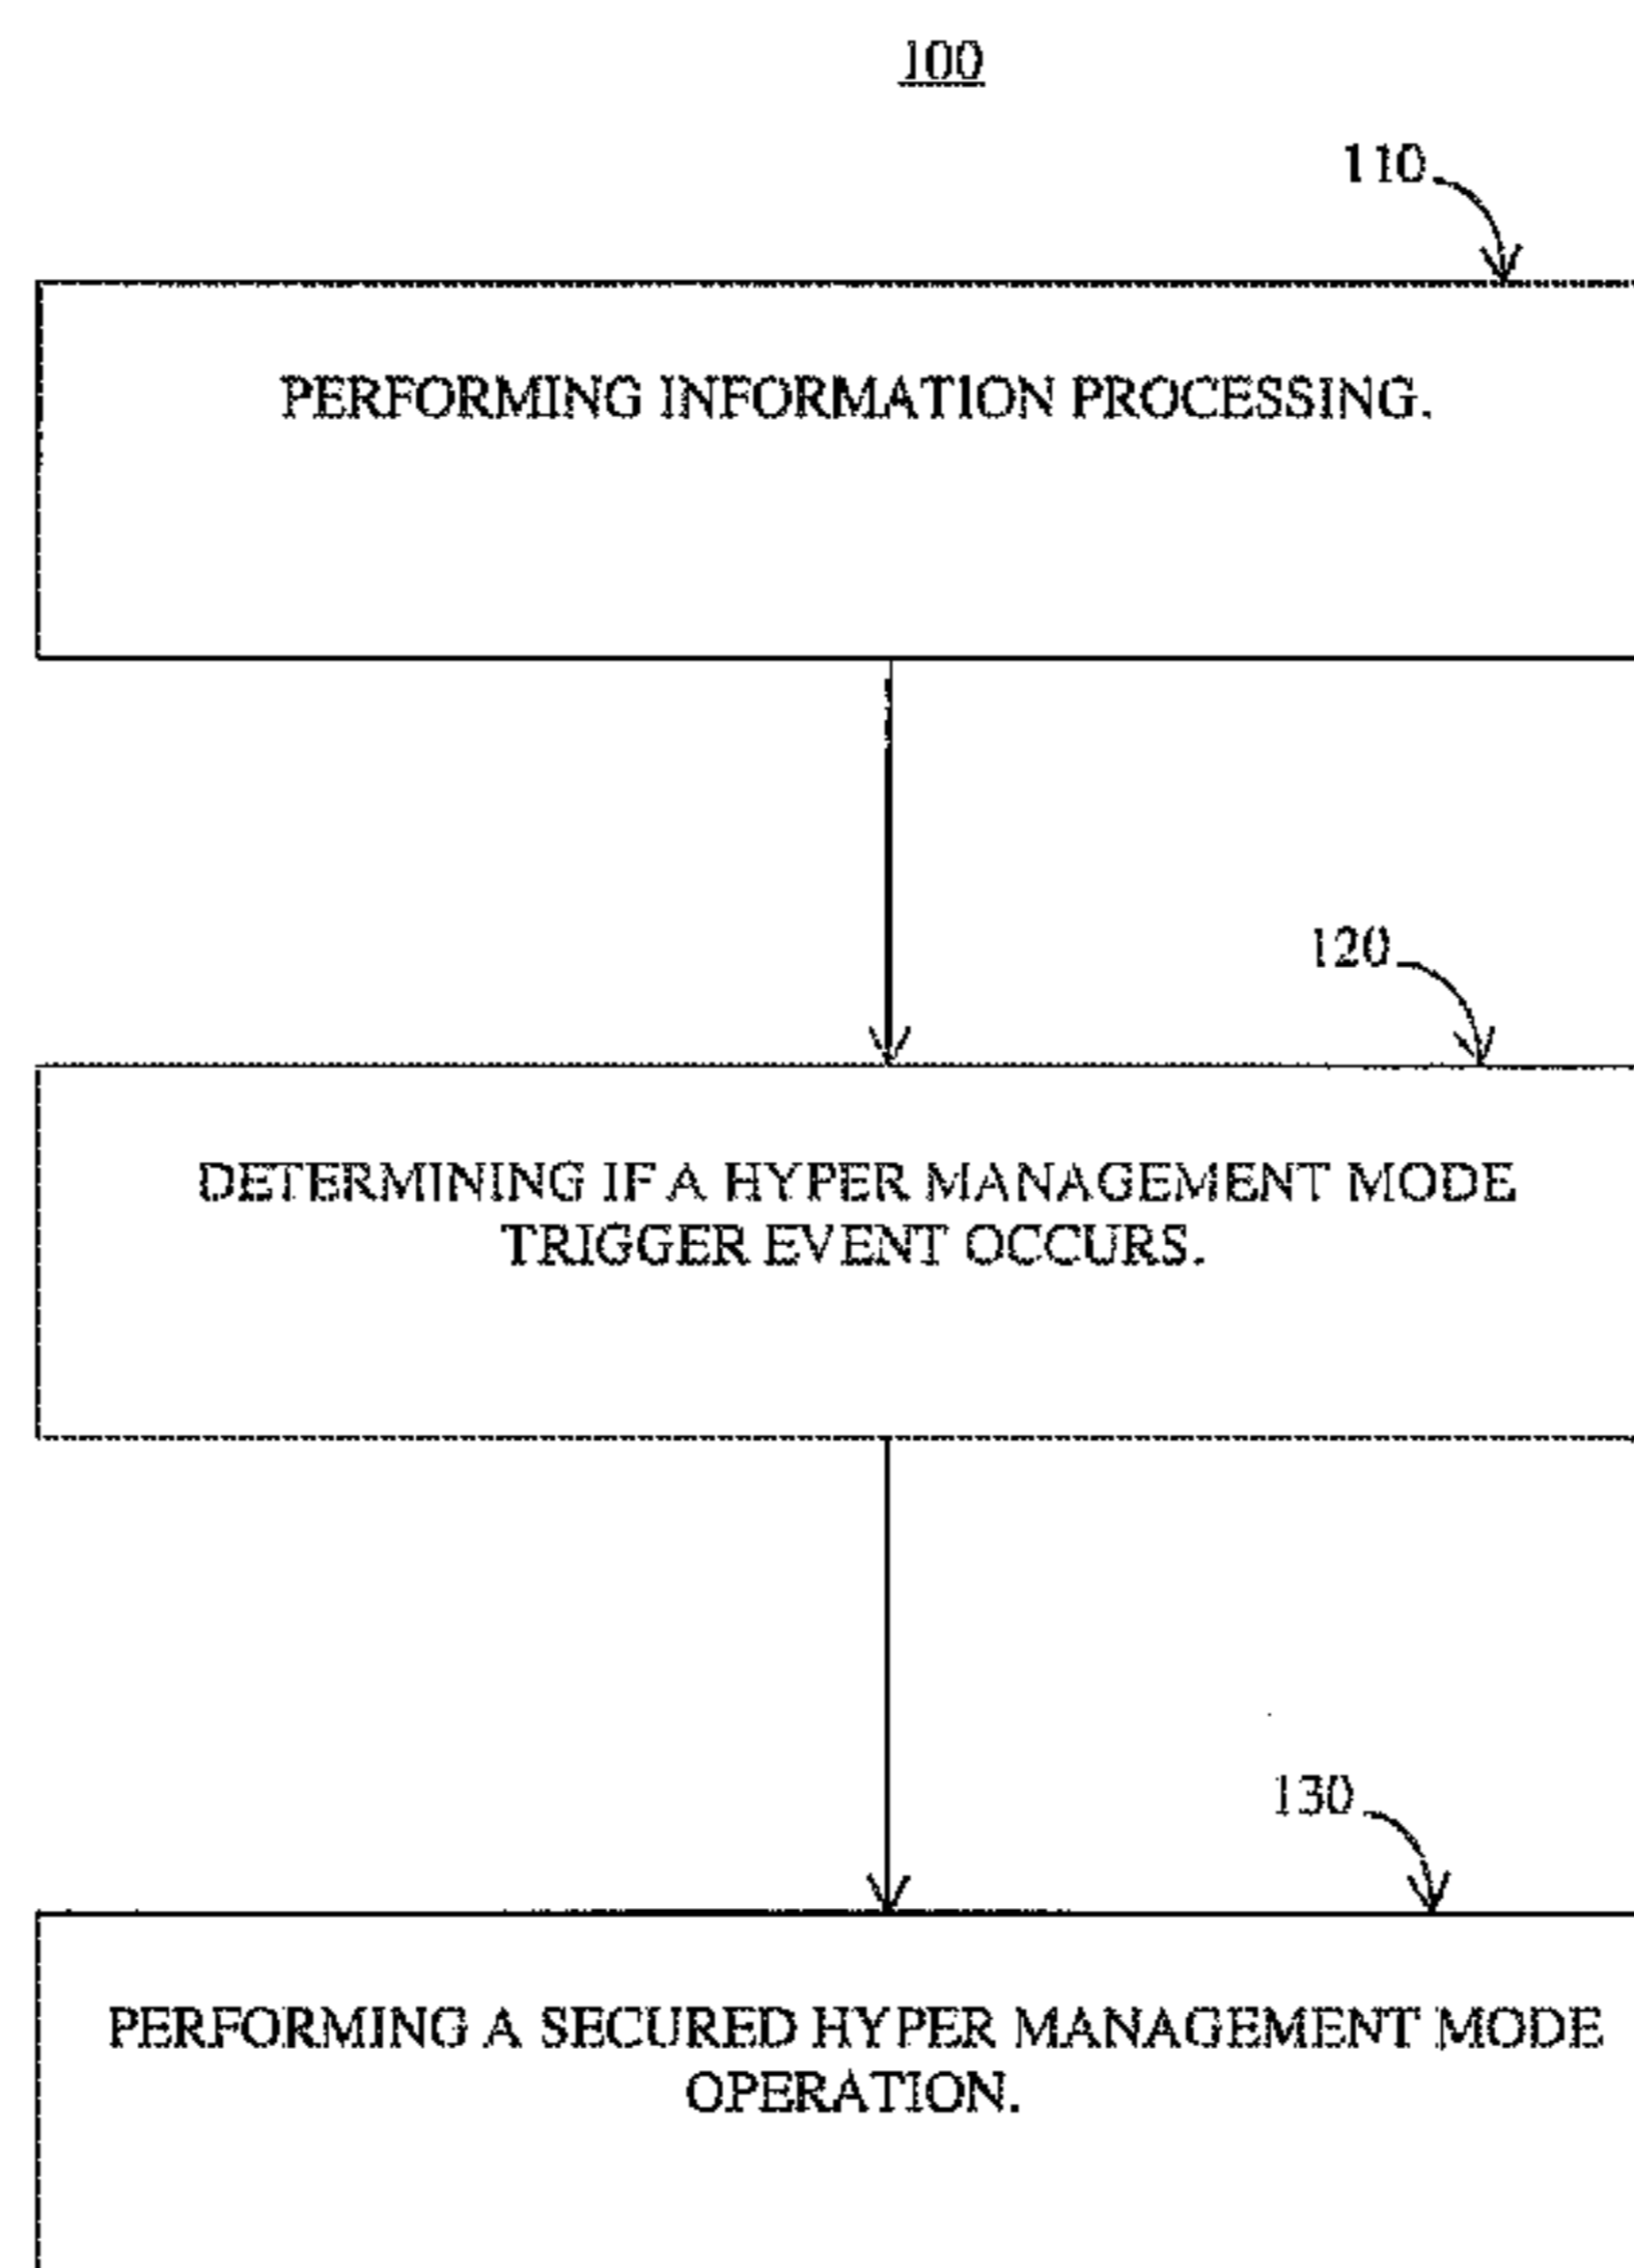 100
110
PERFORMING INFORMATION PROCESSING.
120
DETERMINING IF A HYPER MANAGEMENT MODE
TRIGGER EVENT OCCURS.
130
PERFORMING A SECURED HYPER MANAGEMENT MODE
OPERATION.